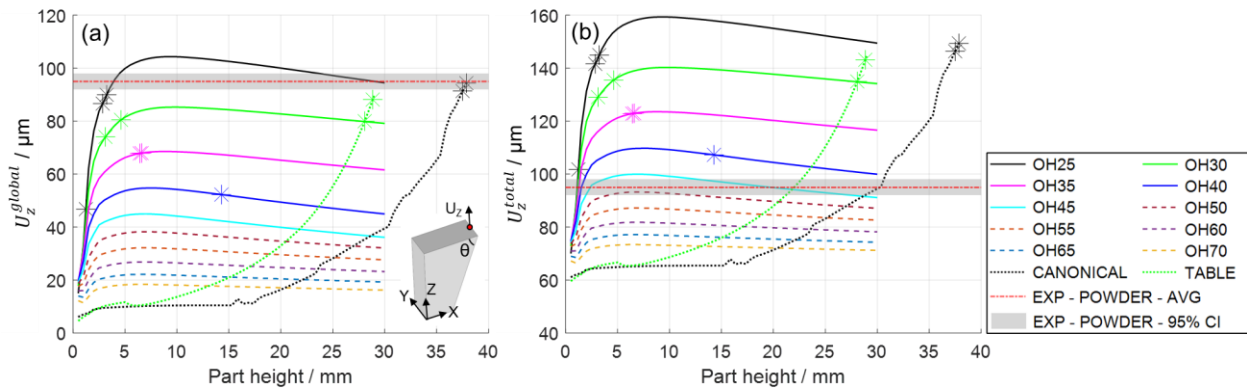 (a)
120
100
80
60
40
20
0
U_z^global / µm
0 5 10 15 20 25 30 35 40
Part height / mm
U_Z
θ
Y
Z
X
(b)
160
140
120
100
80
60
40
U_z^total / µm
0 5 10 15 20 25 30 35 40
Part height / mm
OH25 OH30
OH35 OH40
OH45 OH50
OH55 OH60
OH65 OH70
CANONICAL TABLE
EXP - POWDER - AVG
EXP - POWDER - 95% CI